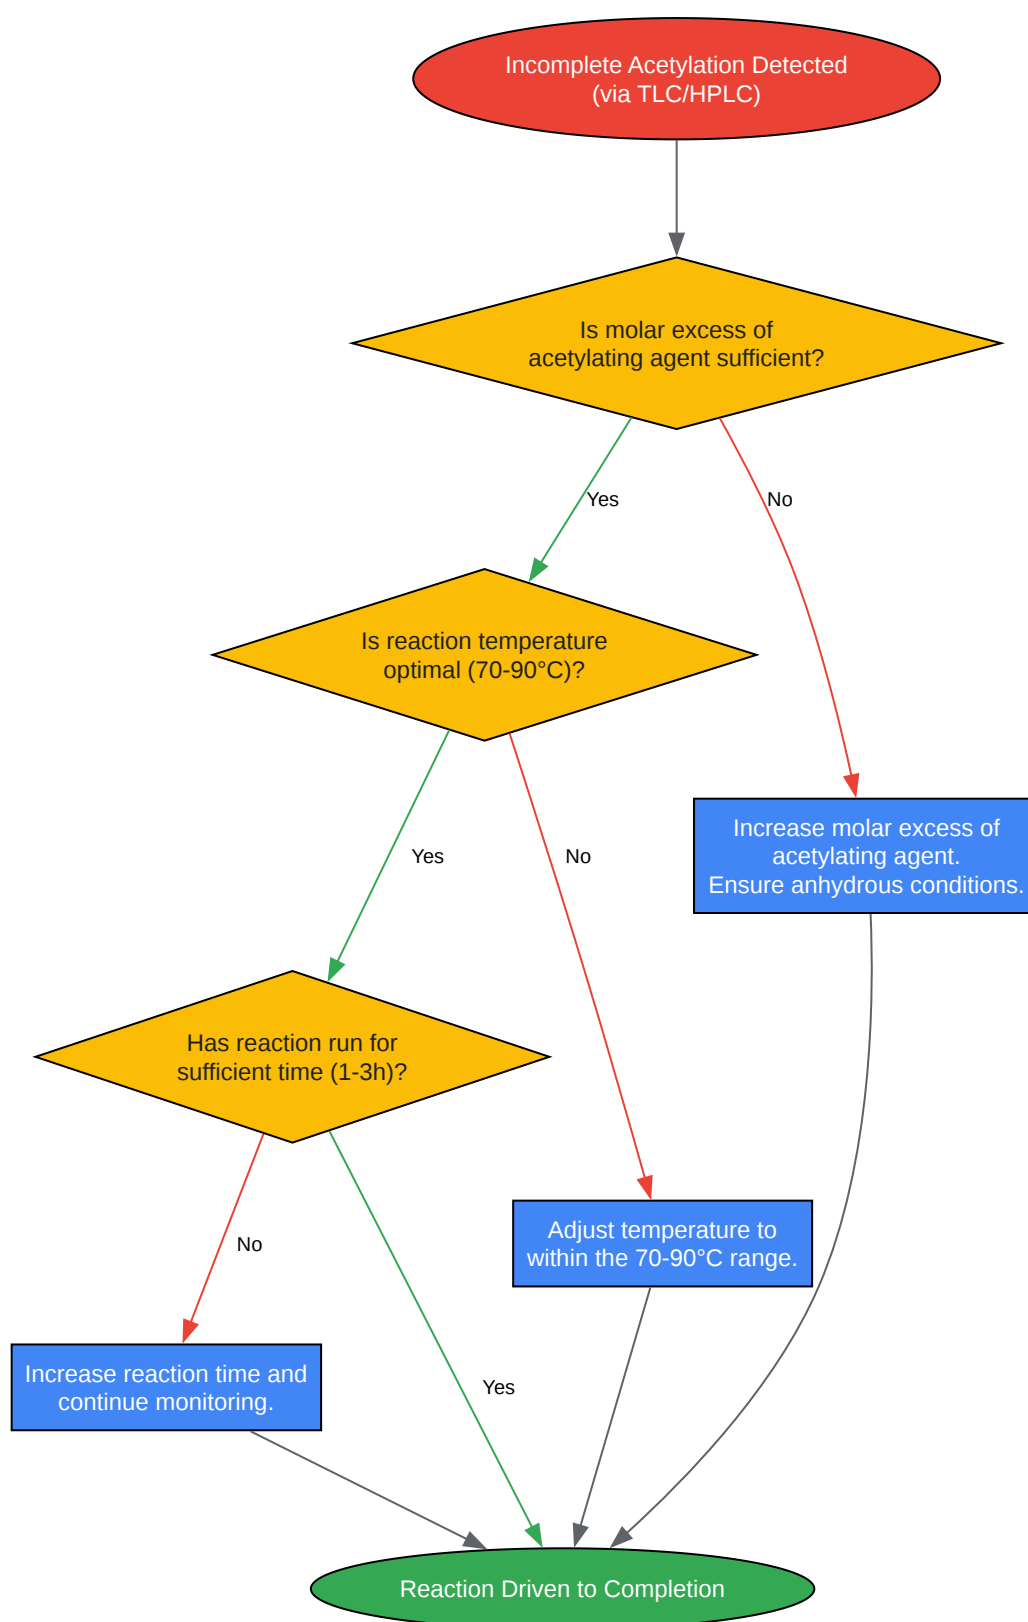 Incomplete Acetylation Detected
(via TLC/HPLC)
Is molar excess of
acetylating agent sufficient?
Yes
No
Is reaction temperature
optimal (70-90°C)?
Yes
No
Increase molar excess of
acetylating agent.
Ensure anhydrous conditions.
Has reaction run for
sufficient time (1-3h)?
No
Yes
Adjust temperature to
within the 70-90°C range.
Increase reaction time and
continue monitoring.
Reaction Driven to Completion